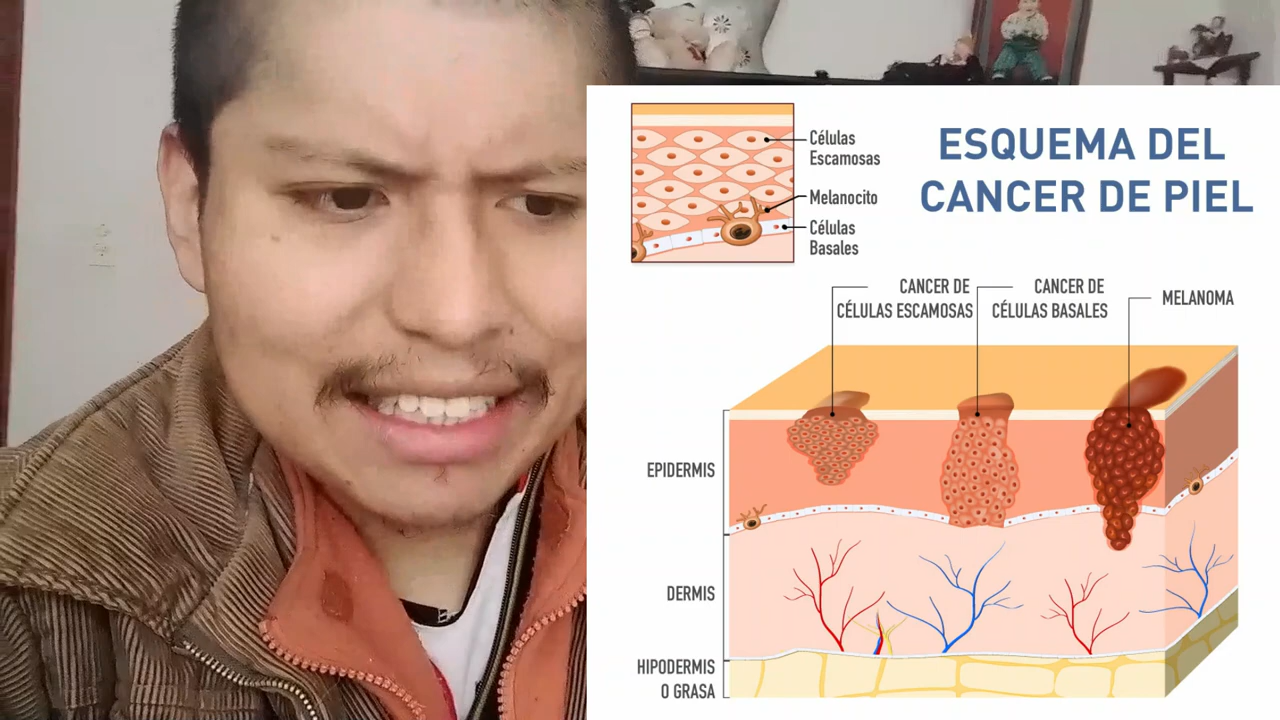 ESQUEMA DEL
CANCER DE PIEL
Células
Escamosas
Melanocito
Células
Basales
CANCER DE
CÉLULAS ESCAMOSAS
CANCER DE
CÉLULAS BASALES
MELANOMA
EPIDERMIS
DERMIS
HIPODERMIS
O GRASA